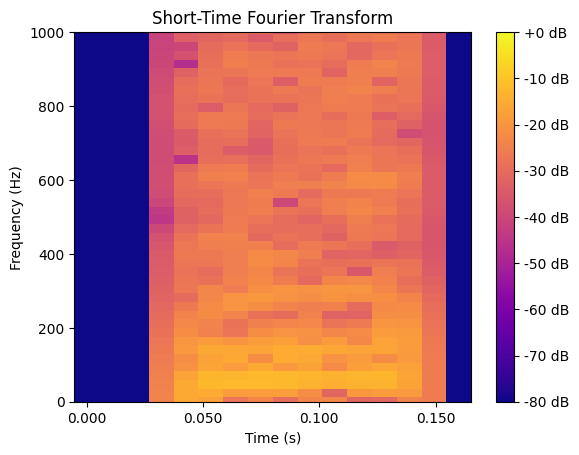 Short-Time Fourier Transform
1000
800
600
400
200
0
Frequency (Hz)
0.000
0.050
0.100
0.150
Time (s)
+0 dB
-10 dB
-20 dB
-30 dB
-40 dB
-50 dB
-60 dB
-70 dB
-80 dB